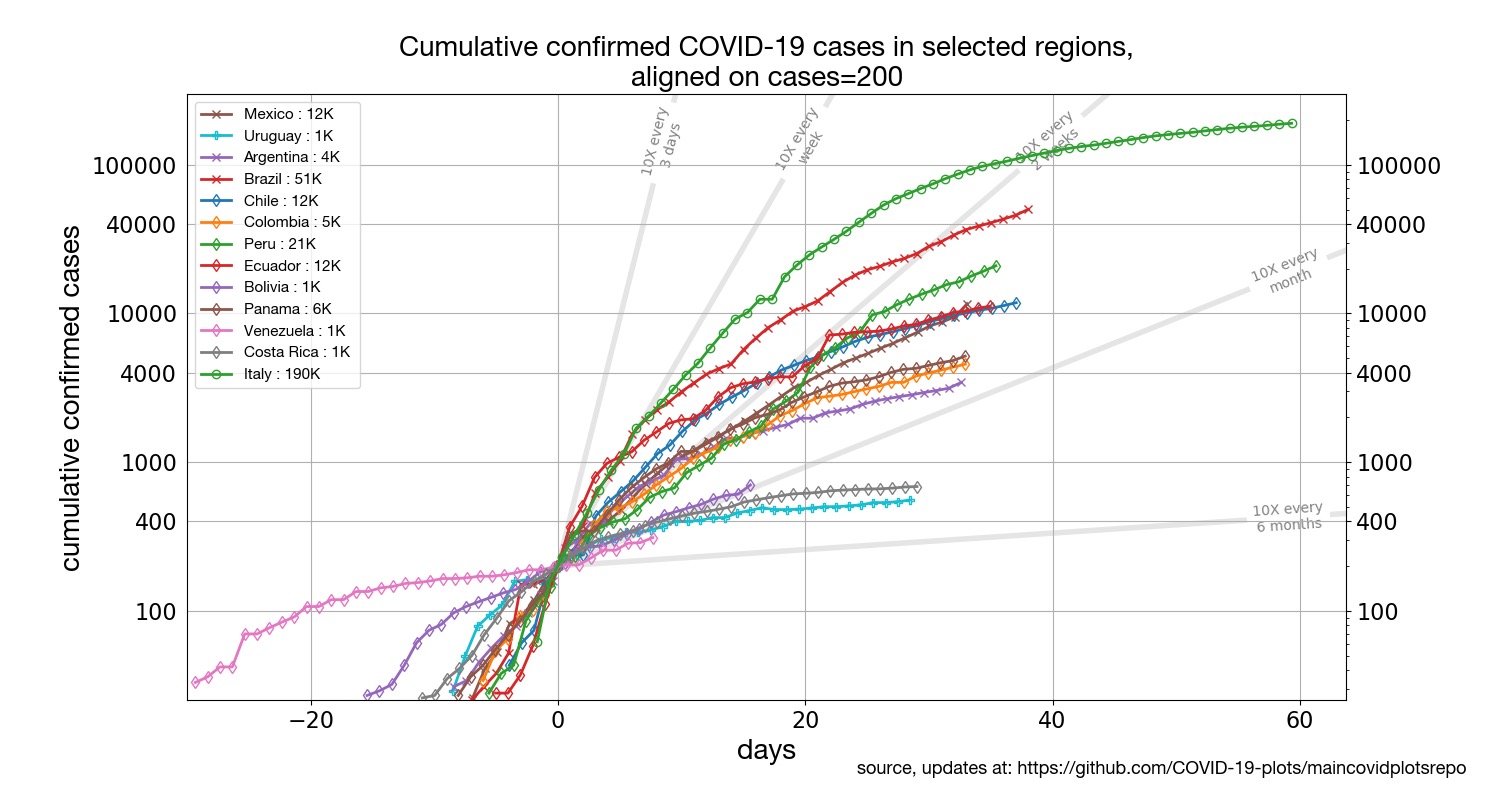 Cumulative confirmed COVID-19 cases in selected regions,
aligned on cases=200
10X every
3 days
10X every
week
10X every
2 weeks
10X every
month
10X every
6 months
Mexico : 12K
Uruguay : 1K
Argentina : 4K
Brazil : 51K
Chile : 12K
Colombia : 5K
Peru : 21K
Ecuador : 12K
Bolivia : 1K
Panama : 6K
Venezuela : 1K
Costa Rica : 1K
Italy : 190K
cumulative confirmed cases
100000
40000
10000
4000
1000
400
100
100000
40000
10000
4000
1000
400
100
−20
0
20
40
60
days
source, updates at: https://github.com/COVID-19-plots/maincovidplotsrepo